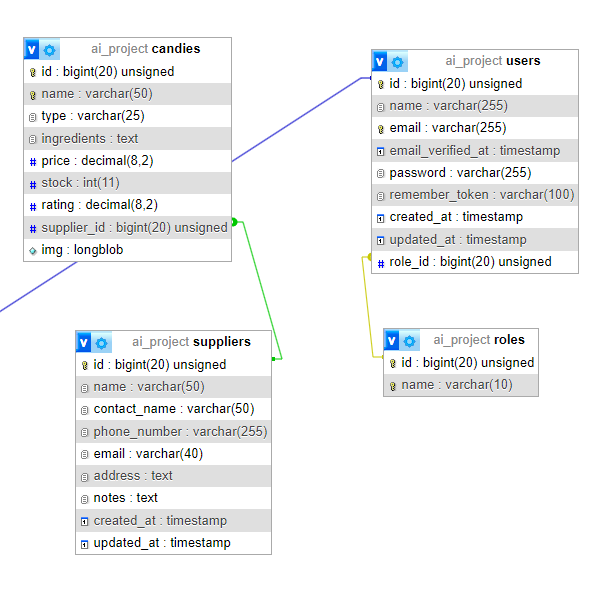 v ai_project candies
id : bigint(20) unsigned
name : varchar(50)
type : varchar(25)
ingredients : text
# price : decimal(8,2)
# stock : int(11)
# rating : decimal(8,2)
# supplier_id : bigint(20) unsigned
img : longblob
v ai_project users
id : bigint(20) unsigned
name : varchar(255)
email : varchar(255)
email_verified_at : timestamp
password : varchar(255)
remember_token : varchar(100)
created_at : timestamp
updated_at : timestamp
# role_id : bigint(20) unsigned
v ai_project suppliers
id : bigint(20) unsigned
name : varchar(50)
contact_name : varchar(50)
phone_number : varchar(255)
email : varchar(40)
address : text
notes : text
created_at : timestamp
updated_at : timestamp
v ai_project roles
id : bigint(20) unsigned
name : varchar(10)